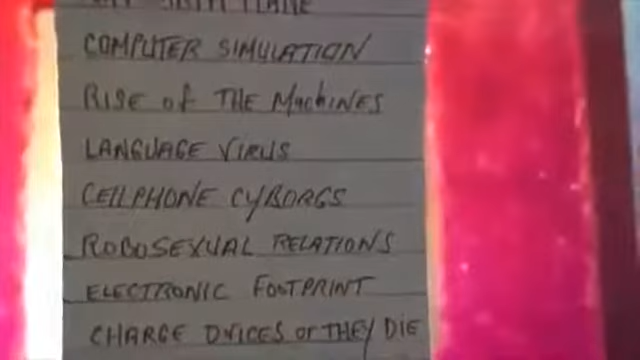 COMPUTER SIMULATION
RISE of THE MachINES
LANGUAGE VIRUS
CELLPHONE CYBORGS
ROBOSEXUAL RELATIONS
ELECTRONIC FOOTPRINT
CHARGE DVICES or THEY DIE